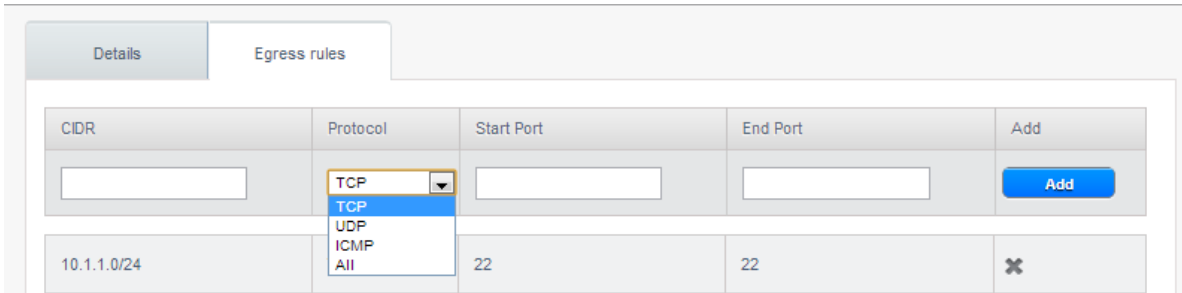 Details Egress rules
CIDR Protocol Start Port End Port Add
TCP Add
TCP
UDP
ICMP
10.1.1.0/24 All 22 22